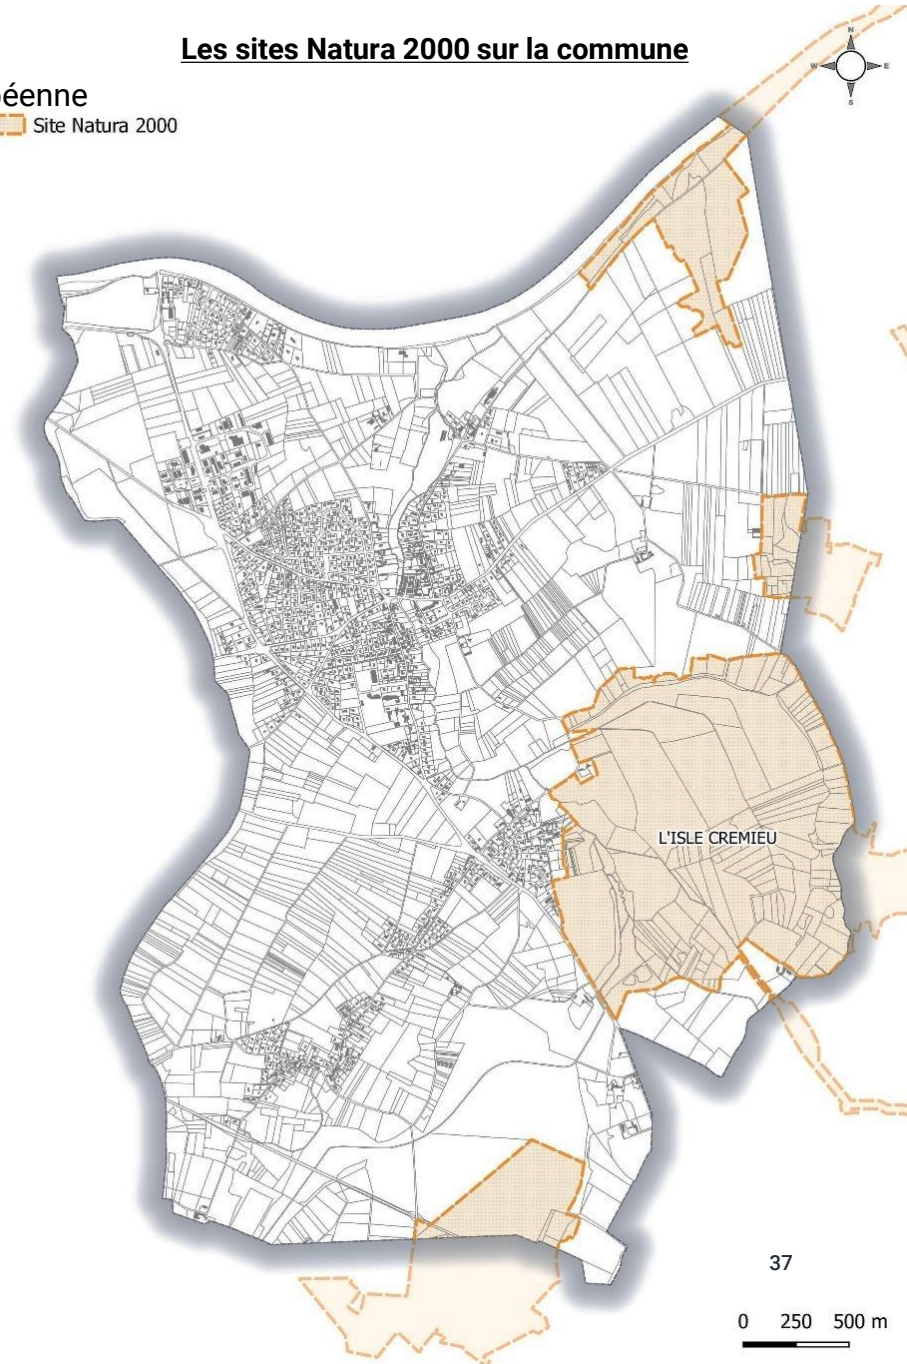 Les sites Natura 2000 sur la commune
N
W
E
S
éenne
Site Natura 2000
L'ISLE CREMIEU
37
0 250 500 m